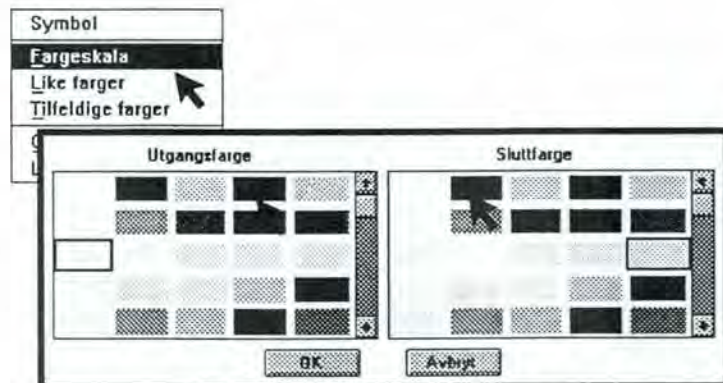 Symbol
Fargeskala
Like farger
Tilfeldige farger
Utgangsfarge Sluttfarge
OK Avbryt